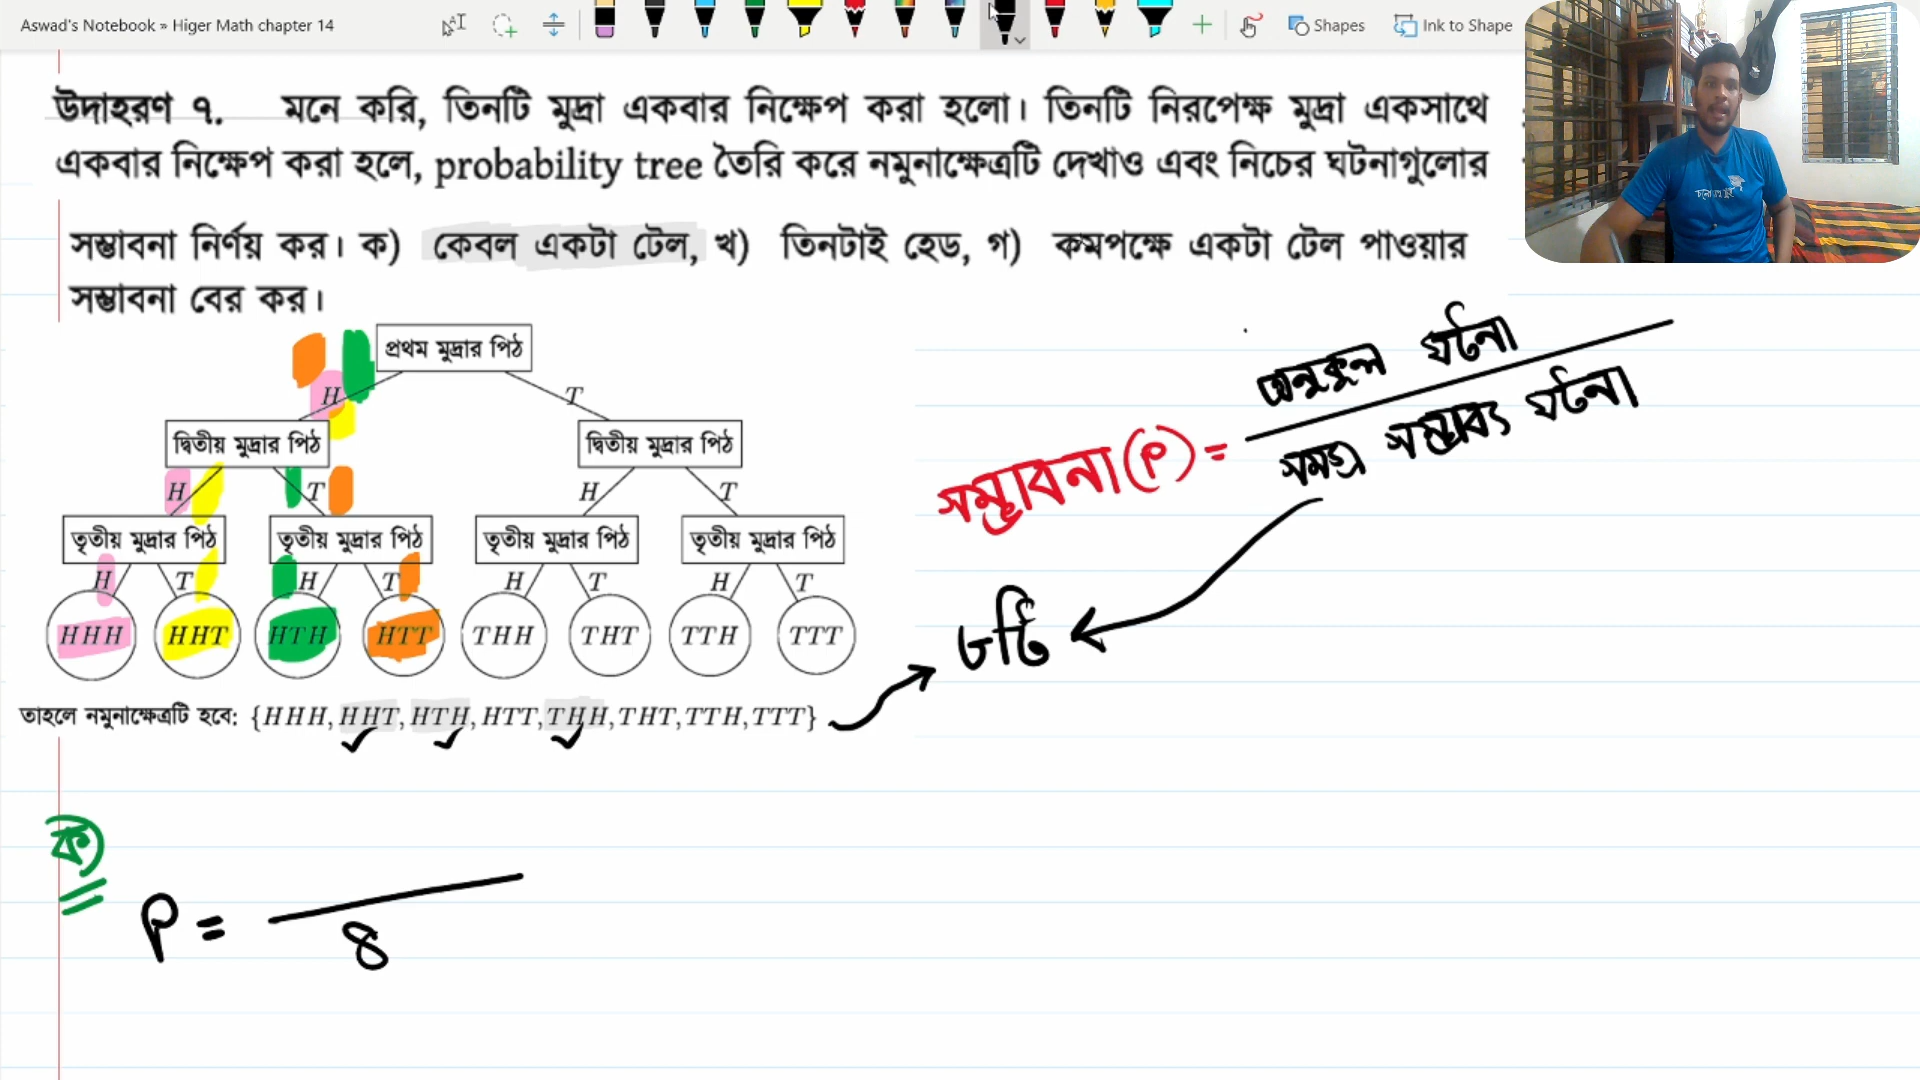 Aswad's Notebook » Higer Math chapter 14
Shapes
Ink to Shape
উদাহরণ ৭. মনে করি, তিনটি মুদ্রা একবার নিক্ষেপ করা হলো। তিনটি নিরপেক্ষ মুদ্রা একসাথে
একবার নিক্ষেপ করা হলে, probability tree তৈরি করে নমুনাক্ষেত্রটি দেখাও এবং নিচের ঘটনাগুলোর
সম্ভাবনা নির্ণয় কর। ক) কেবল একটা টেল, খ) তিনটাই হেড, গ) কমপক্ষে একটা টেল পাওয়ার
সম্ভাবনা বের কর।
প্রথম মুদ্রার পিঠ
H T
দ্বিতীয় মুদ্রার পিঠ দ্বিতীয় মুদ্রার পিঠ
H T H T
তৃতীয় মুদ্রার পিঠ তৃতীয় মুদ্রার পিঠ তৃতীয় মুদ্রার পিঠ তৃতীয় মুদ্রার পিঠ
H T H T H T H T
HHH HHT HTH HTT THH THT TTH TTT
তাহলে নমুনাক্ষেত্রটি হবে: {HHH, HHT, HTH, HTT, THH, THT, TTH, TTT}
অনুকুল ঘটনা
সম্ভাবনা (P) =
সমগ্র সম্ভাব্য ঘটনা
৮টি
ক)
P =
8